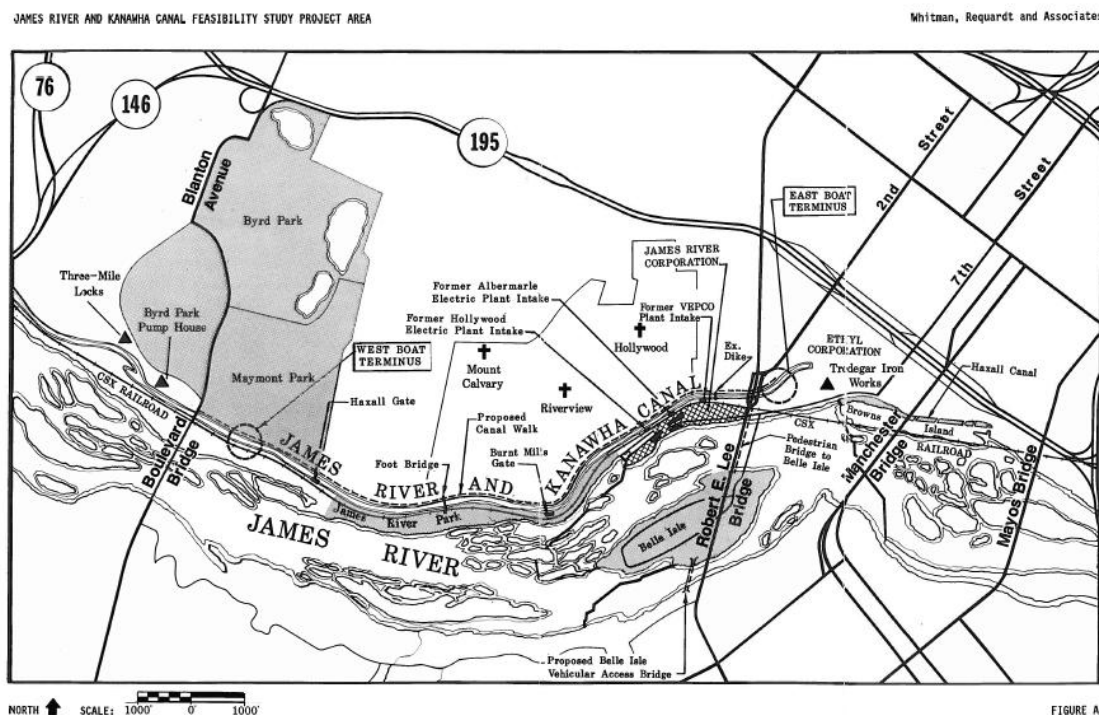 JAMES RIVER AND KANAWHA CANAL FEASIBILITY STUDY PROJECT AREA
Whitman, Requardt and Associates
76
146
195
Blanton
Avenue
Byrd Park
2nd
Street
7th
Street
EAST BOAT
TERMINUS
JAMES RIVER
CORPORATION
Three-Mile
Locks
Byrd Park
Pump House
Former Albermarle
Electric Plant Intake
Former VEPCO
Plant Intake
Former Hollywood
Electric Plant Intake
Hollywood
Ex.
Dike
ETHYL
CORPORATION
Tredegar Iron
Works
Haxall Canal
WEST BOAT
TERMINUS
Mount
Calvary
Maymont Park
Riverview
CSX RAILROAD
Haxall Gate
Proposed
Canal Walk
Burnt Mills
Gate
Foot Bridge
JAMES
RIVER AND
KANAWHA CANAL
CSX
RAILROAD
Browns
Island
Boulevard
Bridge
Pedestrian
Bridge to
Belle Isle
Manchester
Bridge
Mayos Bridge
Robert E. Lee
Bridge
James River Park
JAMES RIVER
Belle Isle
Proposed Belle Isle
Vehicular Access Bridge
NORTH
SCALE: 1000' 0' 1000'
FIGURE A